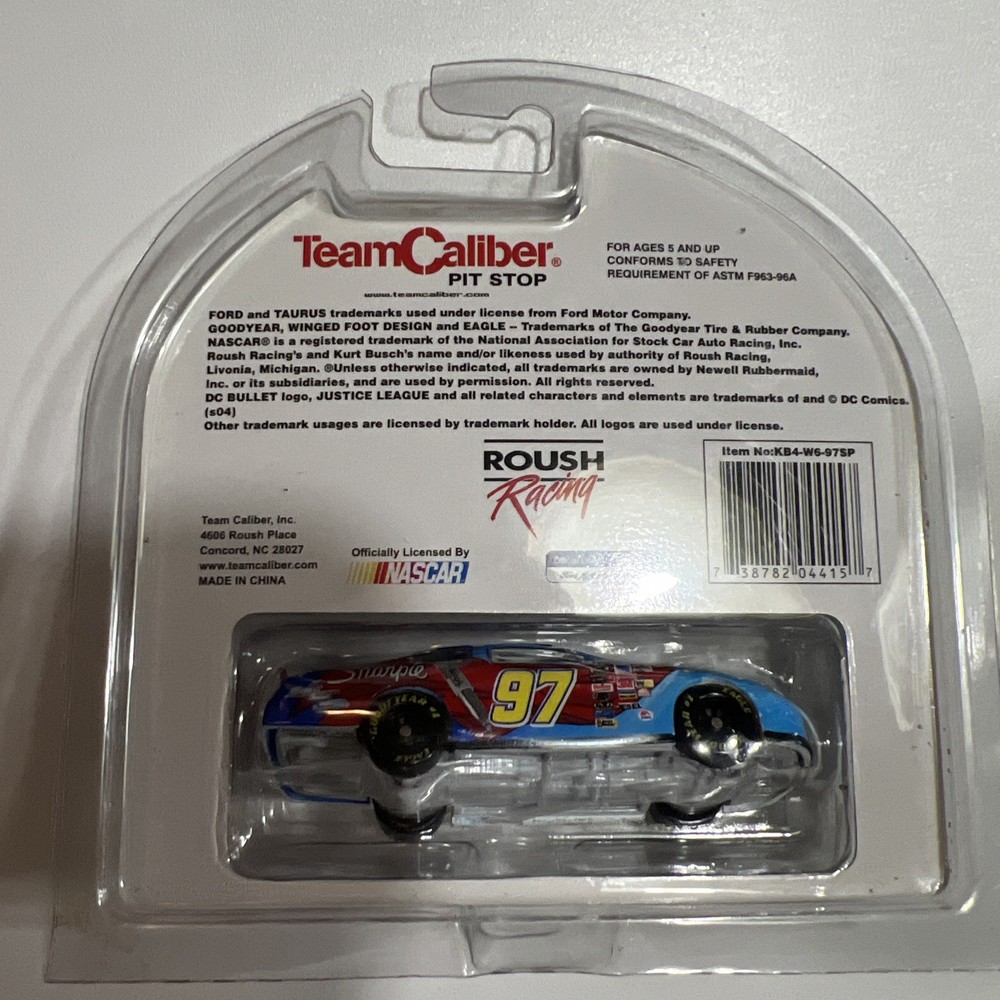 TeamCaliber®
PIT STOP
www.teamcaliber.com
FOR AGES 5 AND UP
CONFORMS TO SAFETY
REQUIREMENT OF ASTM F963-96A
FORD and TAURUS trademarks used under license from Ford Motor Company.
GOODYEAR, WINGED FOOT DESIGN and EAGLE -- Trademarks of The Goodyear Tire & Rubber Company.
NASCAR® is a registered trademark of the National Association for Stock Car Auto Racing, Inc.
Roush Racing's and Kurt Busch's name and/or likeness used by authority of Roush Racing,
Livonia, Michigan. ®Unless otherwise indicated, all trademarks are owned by Newell Rubbermaid,
Inc. or its subsidiaries, and are used by permission. All rights reserved.
DC BULLET logo, JUSTICE LEAGUE and all related characters and elements are trademarks of and © DC Comics.
(s04)
Other trademark usages are licensed by trademark holder. All logos are used under license.
ROUSH
Racing
Item No:KB4-W6-97SP
7 38782 04415 7
Team Caliber, Inc.
4606 Roush Place
Concord, NC 28027
www.teamcaliber.com
MADE IN CHINA
Officially Licensed By
NASCAR
Sharpie
97
GOODYEAR #1
EAGLE
EAGLE